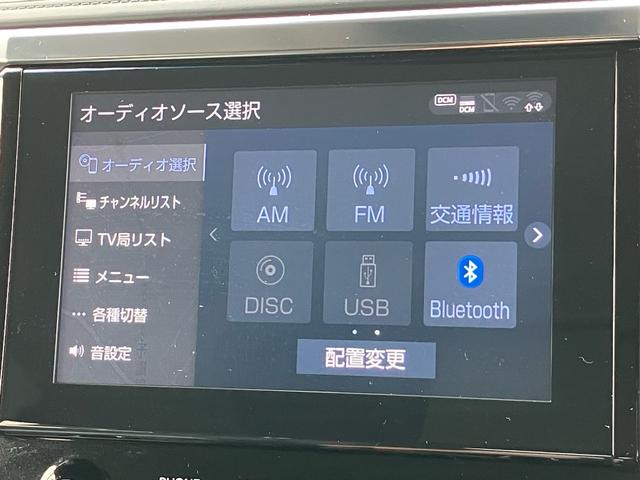 オーディオソース選択
DCM
DCM
オーディオ選択
チャンネルリスト
TV局リスト
メニュー
各種切替
音設定
AM
FM
交通情報
DISC
USB
Bluetooth
配置変更
PHONE